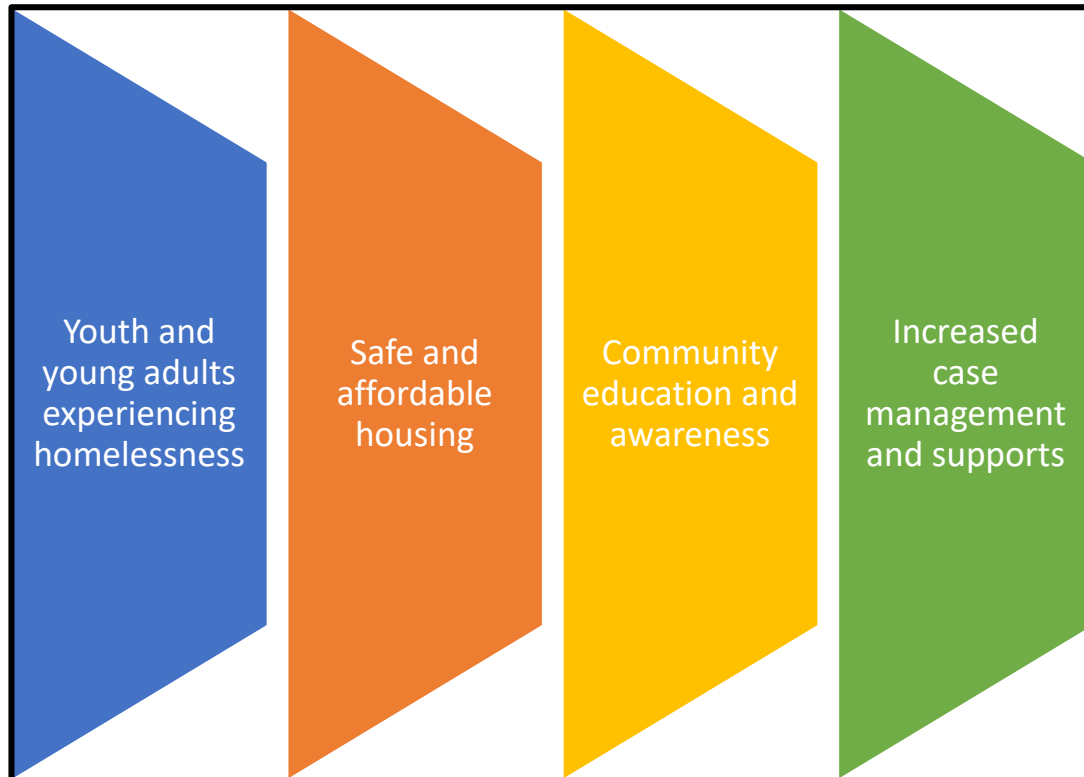 Youth and
young adults
experiencing
homelessness
Safe and
affordable
housing
Community
education and
awareness
Increased
case
management
and supports